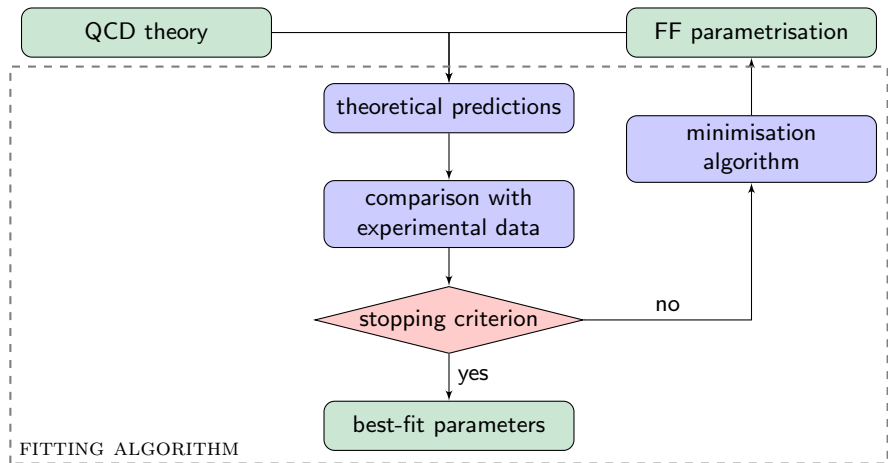 QCD theory
FF parametrisation
theoretical predictions
minimisation
algorithm
comparison with
experimental data
stopping criterion
no
yes
best-fit parameters
FITTING ALGORITHM